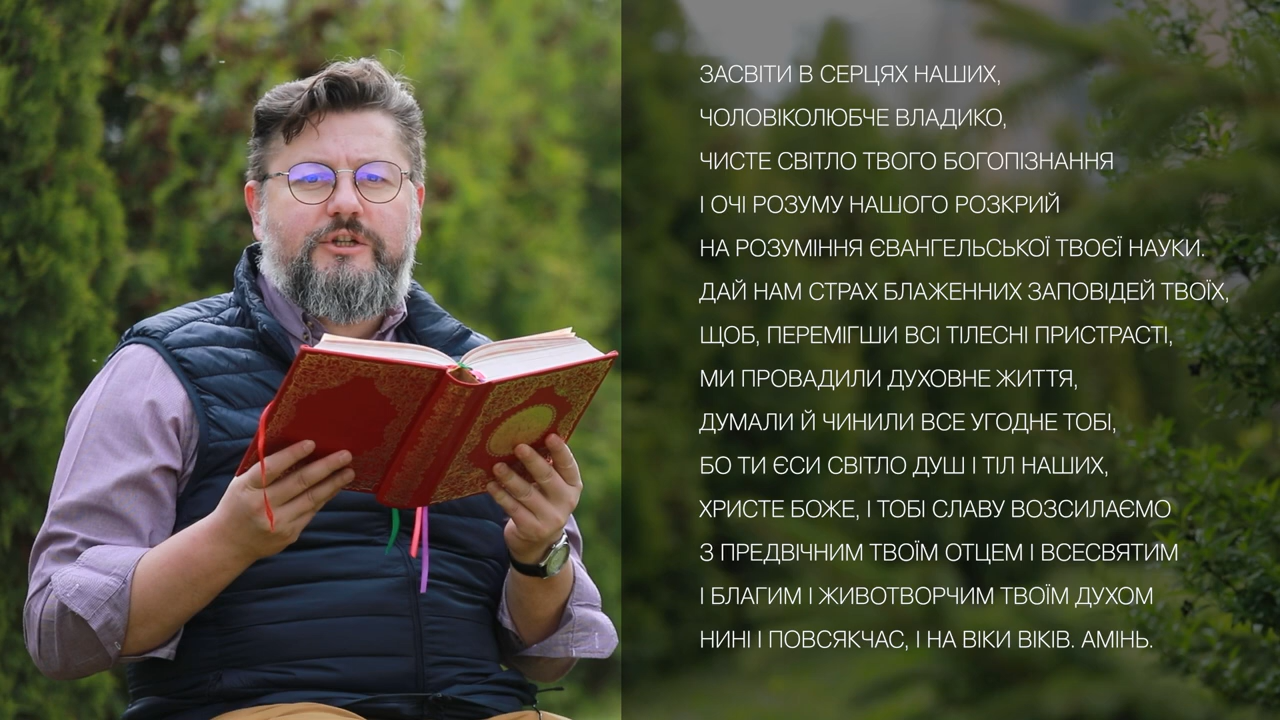 ЗАСВІТИ В СЕРЦЯХ НАШИХ,
ЧОЛОВІКОЛЮБЧЕ ВЛАДИКО,
ЧИСТЕ СВІТЛО ТВОГО БОГОПІЗНАННЯ
І ОЧІ РОЗУМУ НАШОГО РОЗКРИЙ
НА РОЗУМІННЯ ЄВАНГЕЛЬСЬКОЇ ТВОЄЇ НАУКИ.
ДАЙ НАМ СТРАХ БЛАЖЕННИХ ЗАПОВІДЕЙ ТВОЇХ,
ЩОБ, ПЕРЕМІГШИ ВСІ ТІЛЕСНІ ПРИСТРАСТІ,
МИ ПРОВАДИЛИ ДУХОВНЕ ЖИТТЯ,
ДУМАЛИ Й ЧИНИЛИ ВСЕ УГОДНЕ ТОБІ,
БО ТИ ЄСИ СВІТЛО ДУШ І ТІЛ НАШИХ,
ХРИСТЕ БОЖЕ, І ТОБІ СЛАВУ ВОЗСИЛАЄМО
З ПРЕДВІЧНИМ ТВОЇМ ОТЦЕМ І ВСЕСВЯТИМ
І БЛАГИМ І ЖИВОТВОРЧИМ ТВОЇМ ДУХОМ
НИНІ І ПОВСЯКЧАС, І НА ВІКИ ВІКІВ. АМІНЬ.